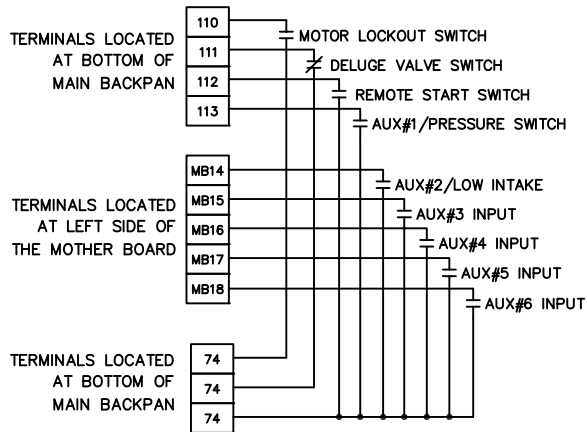 110
MOTOR LOCKOUT SWITCH
TERMINALS LOCATED
AT BOTTOM OF
MAIN BACKPAN
111
DELUGE VALVE SWITCH
112
REMOTE START SWITCH
113
AUX#1/PRESSURE SWITCH
MB14
AUX#2/LOW INTAKE
TERMINALS LOCATED
AT LEFT SIDE OF
THE MOTHER BOARD
MB15
AUX#3 INPUT
MB16
AUX#4 INPUT
MB17
AUX#5 INPUT
MB18
AUX#6 INPUT
TERMINALS LOCATED
AT BOTTOM OF
MAIN BACKPAN
74
74
74